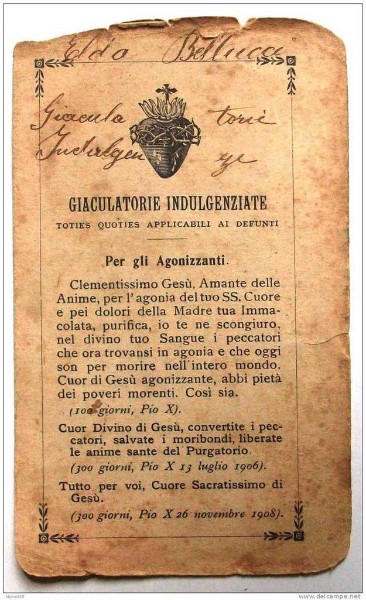 Eldo Bellucci
Giaculatorie
Indulgenze
GIACULATORIE INDULGENZIATE
TOTIES QUOTIES APPLICABILI AI DEFUNTI
Per gli Agonizzanti.
Clementissimo Gesù, Amante delle
Anime, per l'agonia del tuo SS. Cuore
e pei dolori della Madre tua Imma-
colata, purifica, io te ne scongiuro,
nel divino tuo Sangue i peccatori
che ora trovansi in agonia e che oggi
son per morire nell'intero mondo.
Cuor di Gesù agonizzante, abbi pietà
dei poveri morenti. Così sia.
(100 giorni, Pio X).
Cuor Divino di Gesù, convertite i pec-
catori, salvate i moribondi, liberate
le anime sante del Purgatorio.
(300 giorni, Pio X 13 luglio 1906).
Tutto per voi, Cuore Sacratissimo di
Gesù.
(300 giorni, Pio X 26 novembre 1908).